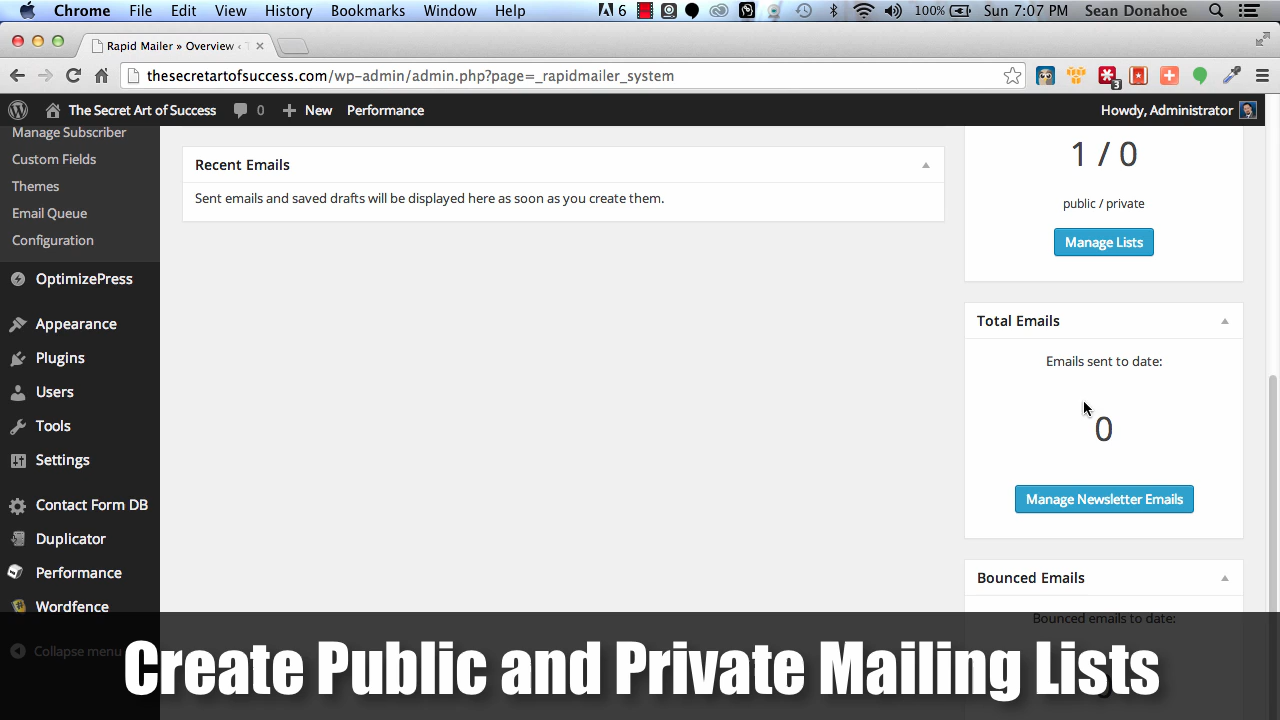 Chrome File Edit View History Bookmarks Window Help 6 100% Sun 7:07 PM Sean Donahoe
Rapid Mailer » Overview ‹
thesecretartofsuccess.com/wp-admin/admin.php?page=_rapidmailer_system 3
The Secret Art of Success 0 New Performance Howdy, Administrator
Manage Subscriber
Custom Fields
Themes
Email Queue
Configuration
OptimizePress
Appearance
Plugins
Users
Tools
Settings
Contact Form DB
Duplicator
Performance
Wordfence
Collapse menu
Recent Emails
Sent emails and saved drafts will be displayed here as soon as you create them.
1 / 0
public / private
Manage Lists
Total Emails
Emails sent to date:
0
Manage Newsletter Emails
Bounced Emails
Bounced emails to date:
Create Public and Private Mailing Lists